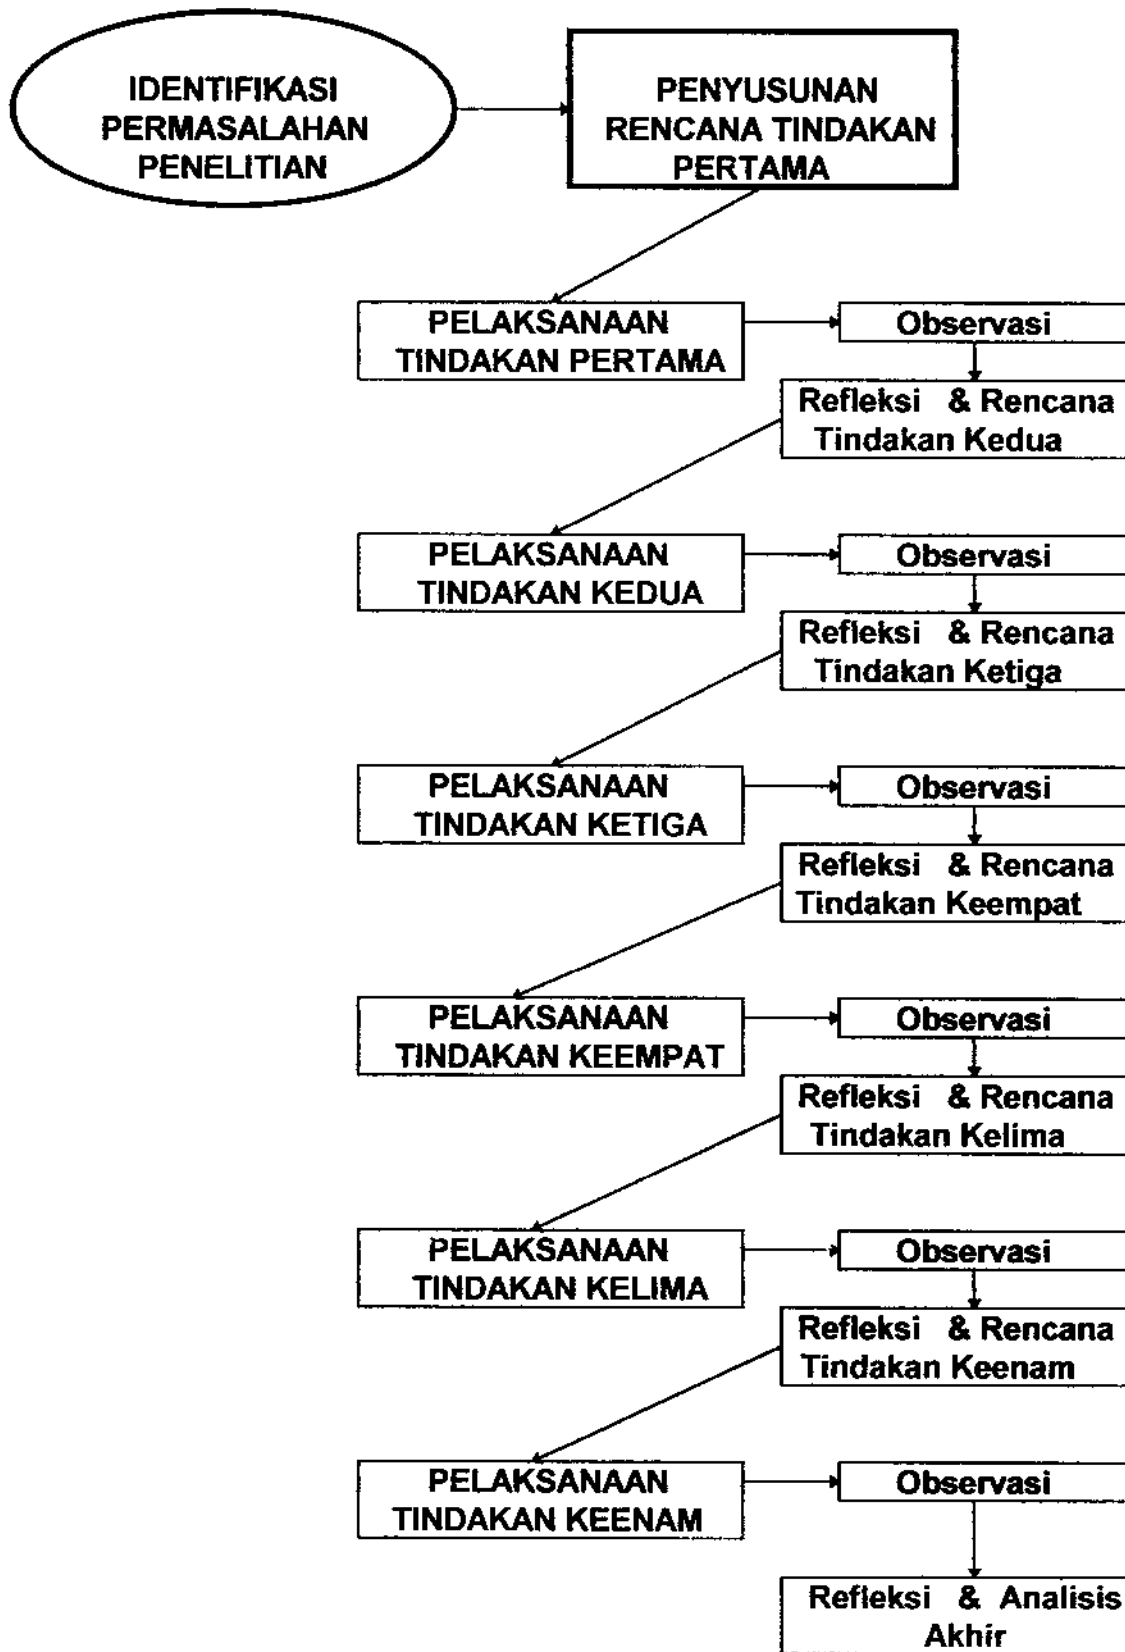 IDENTIFIKASI
PERMASALAHAN
PENELITIAN
PENYUSUNAN
RENCANA TINDAKAN
PERTAMA
PELAKSANAAN
TINDAKAN PERTAMA
Observasi
Refleksi & Rencana
Tindakan Kedua
PELAKSANAAN
TINDAKAN KEDUA
Observasi
Refleksi & Rencana
Tindakan Ketiga
PELAKSANAAN
TINDAKAN KETIGA
Observasi
Refleksi & Rencana
Tindakan Keempat
PELAKSANAAN
TINDAKAN KEEMPAT
Observasi
Refleksi & Rencana
Tindakan Kelima
PELAKSANAAN
TINDAKAN KELIMA
Observasi
Refleksi & Rencana
Tindakan Keenam
PELAKSANAAN
TINDAKAN KEENAM
Observasi
Refleksi & Analisis
Akhir